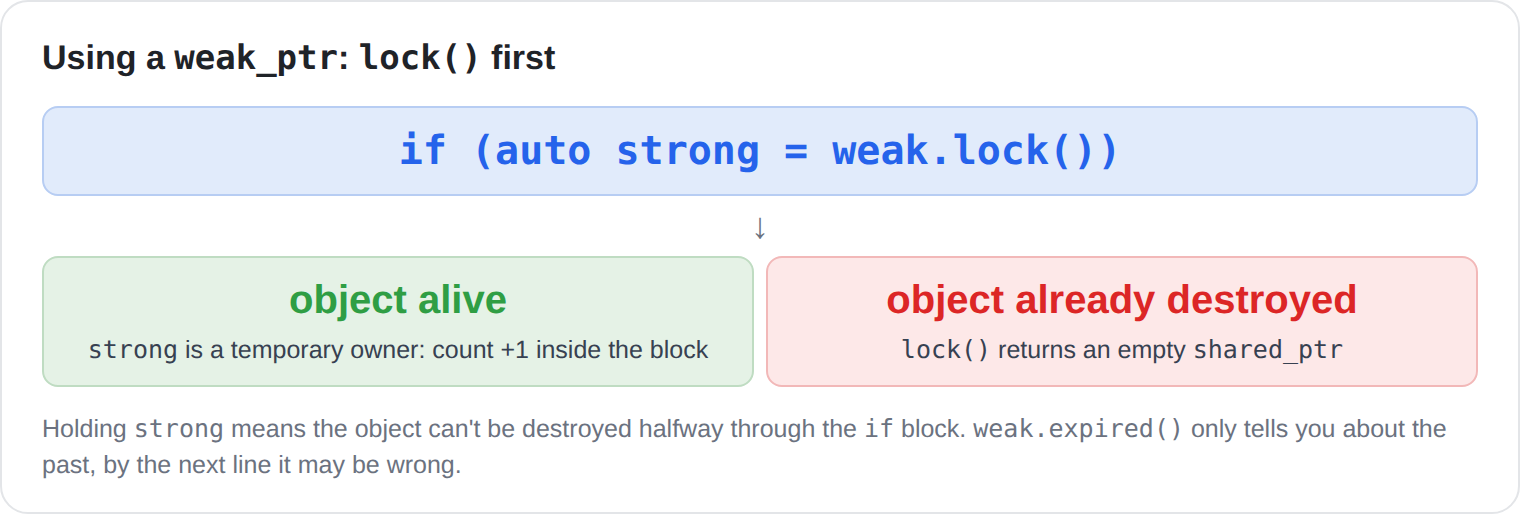 Using a weak_ptr: lock() first
if (auto strong = weak.lock())
↓
object alive
strong is a temporary owner: count +1 inside the block
object already destroyed
lock() returns an empty shared_ptr
Holding strong means the object can't be destroyed halfway through the if block. weak.expired() only tells you about the
past, by the next line it may be wrong.